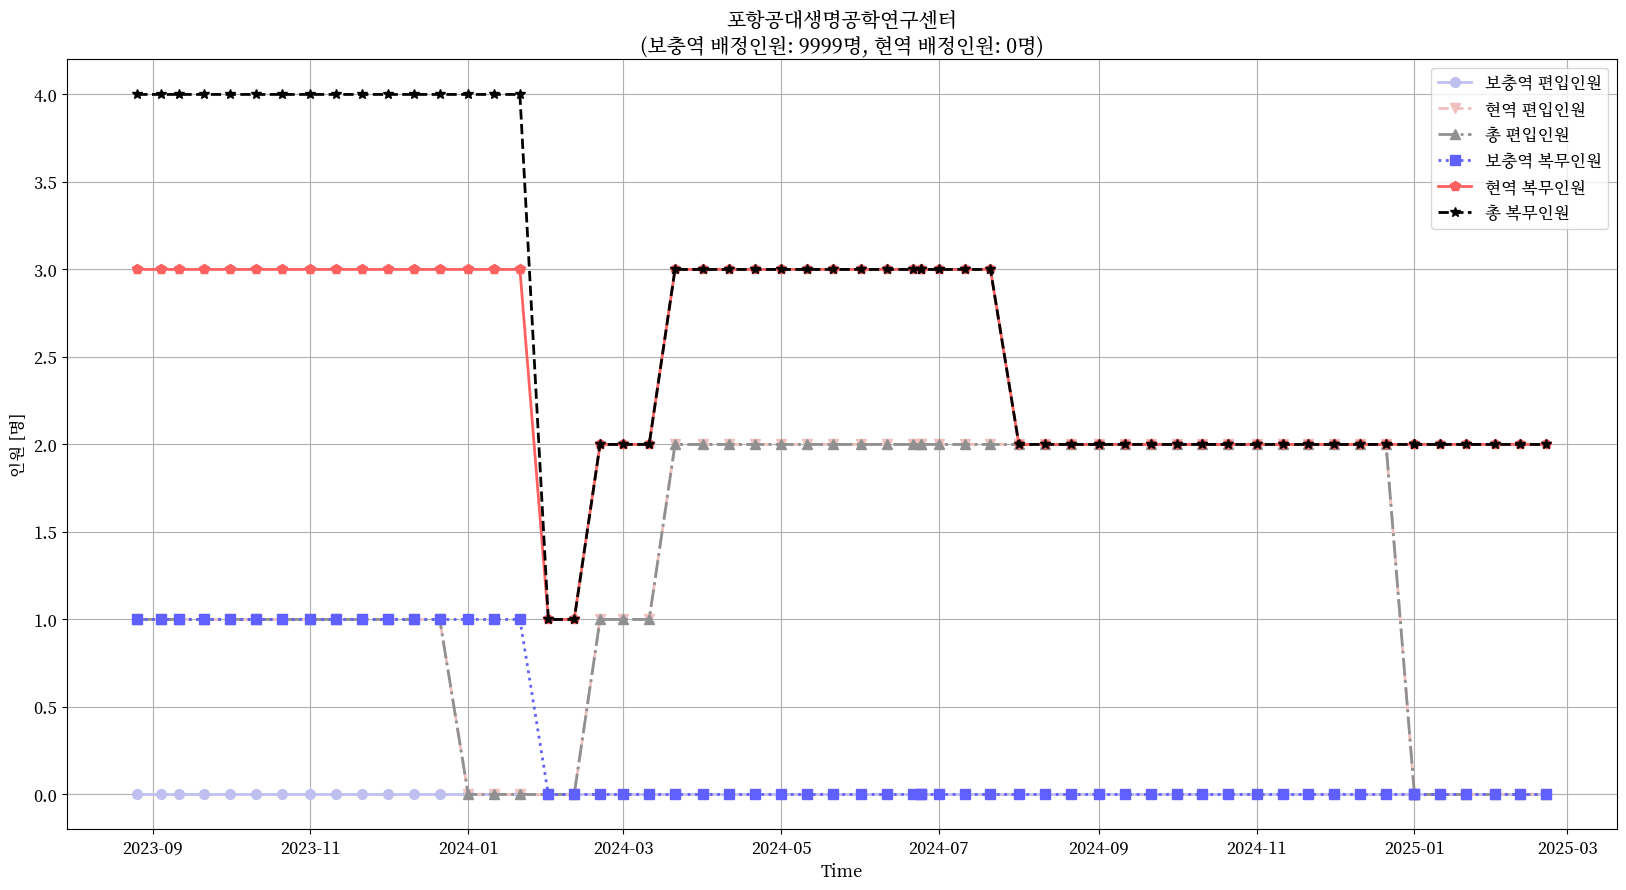 포항공대생명공학연구센터
(보충역 배정인원: 9999명, 현역 배정인원: 0명)
보충역 편입인원
현역 편입인원
총 편입인원
보충역 복무인원
현역 복무인원
총 복무인원
인원 [명]
4.0
3.5
3.0
2.5
2.0
1.5
1.0
0.5
0.0
2023-09 2023-11 2024-01 2024-03 2024-05 2024-07 2024-09 2024-11 2025-01 2025-03
Time